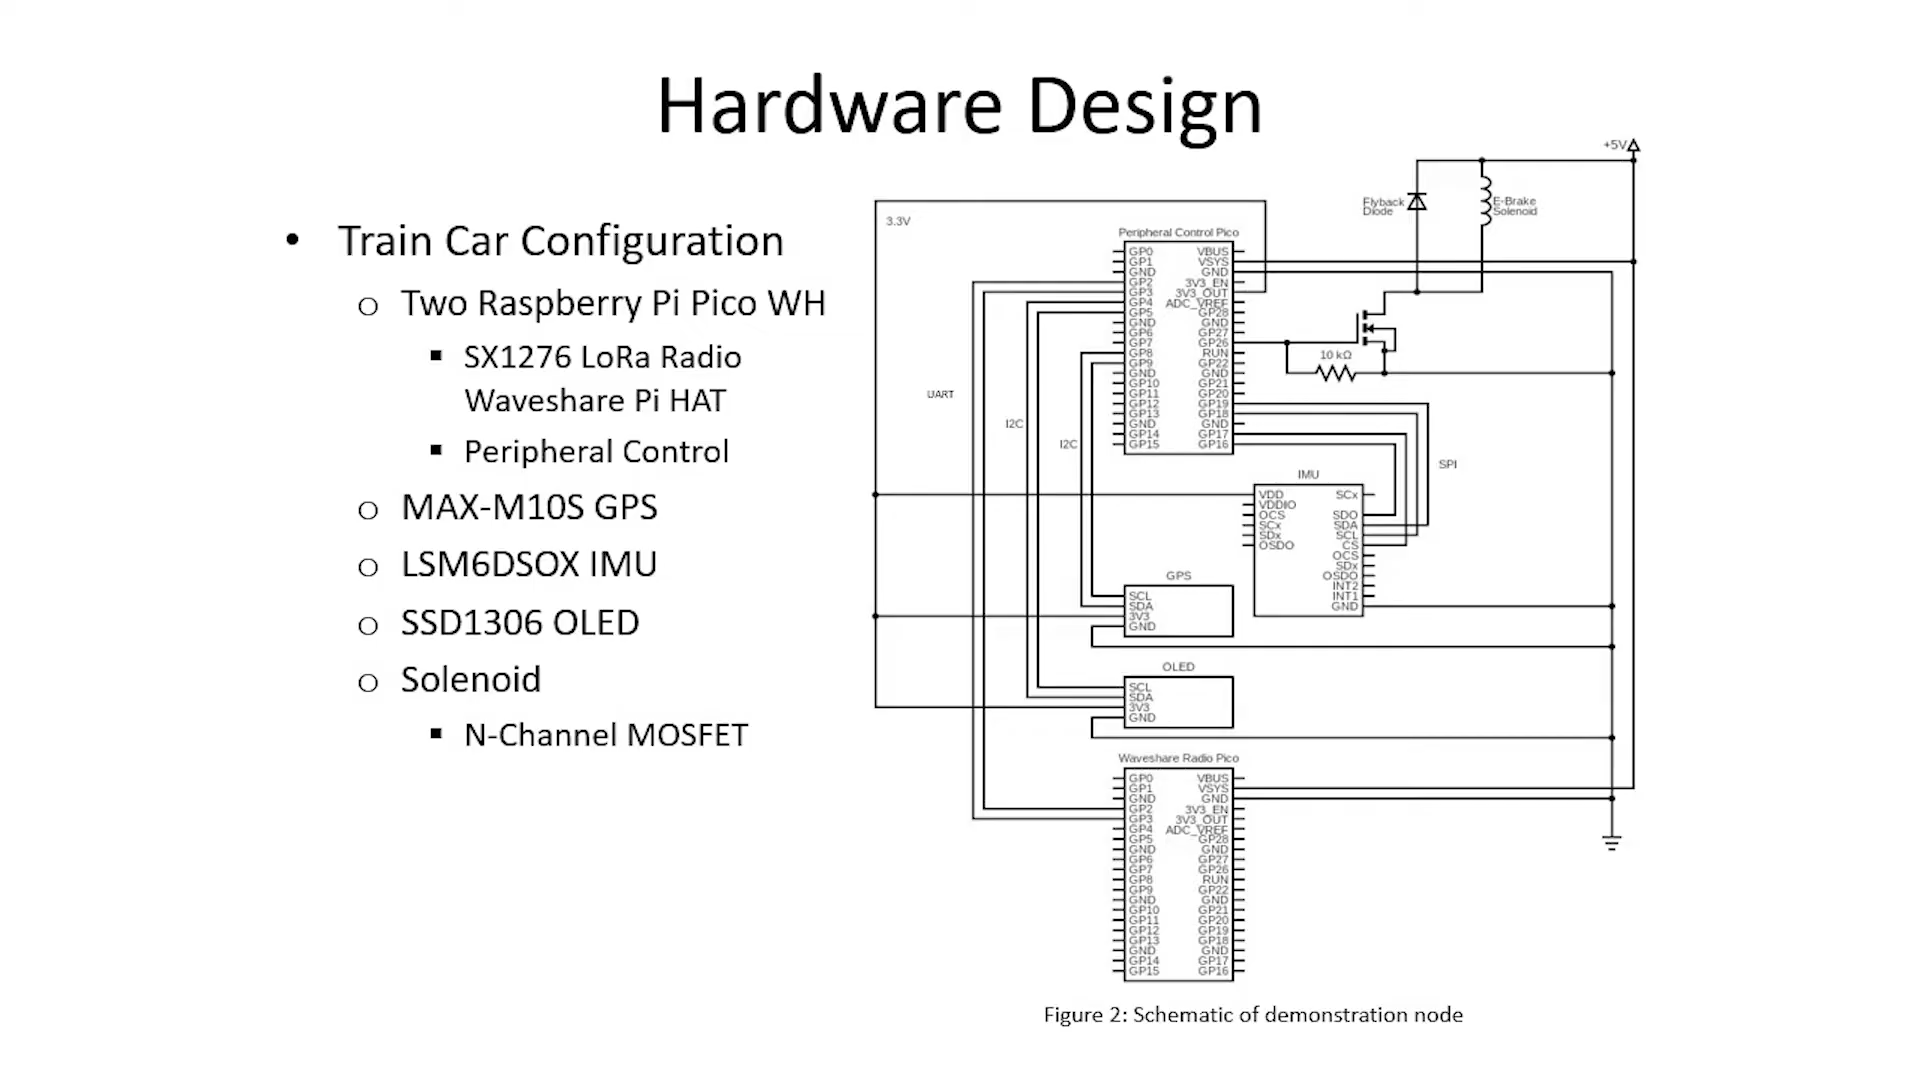 Hardware Design
• Train Car Configuration
o Two Raspberry Pi Pico WH
▪ SX1276 LoRa Radio
Waveshare Pi HAT
▪ Peripheral Control
o MAX-M10S GPS
o LSM6DSOX IMU
o SSD1306 OLED
o Solenoid
▪ N-Channel MOSFET
+5V
Flyback
Diode
E-Brake
Solenoid
3.3V
Peripheral Control Pico
GP0 VBUS
GP1 VSYS
GND GND
GP2 3V3_EN
GP3 3V3_OUT
GP4 ADC_VREF
GP5 GP28
GND GND
GP6 GP27
GP7 GP26
GP8 RUN
GP9 GP22
GND GND
GP10 GP21
GP11 GP20
GP12 GP19
GP13 GP18
GND GND
GP14 GP17
GP15 GP16
10 kΩ
UART
I2C
I2C
SPI
IMU
VDD SCx
VDDIO
OCS SDO
SCx SDA
SDx SCL
OSDO CS
OCS
SDx
OSDO
INT2
INT1
GND
GPS
SCL
SDA
3V3
GND
OLED
SCL
SDA
3V3
GND
Waveshare Radio Pico
GP0 VBUS
GP1 VSYS
GND GND
GP2 3V3_EN
GP3 3V3_OUT
GP4 ADC_VREF
GP5 GP28
GND GND
GP6 GP27
GP7 GP26
GP8 RUN
GP9 GP22
GND GND
GP10 GP21
GP11 GP20
GP12 GP19
GP13 GP18
GND GND
GP14 GP17
GP15 GP16
Figure 2: Schematic of demonstration node